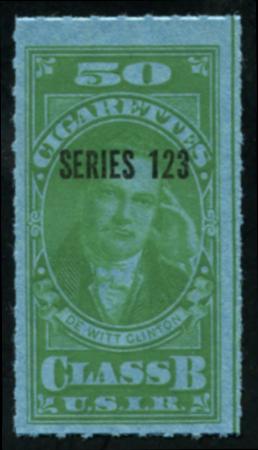 50
CIGARETTES.
SERIES 123
DE WITT CLINTON
CLASS B
U.S.I.R.